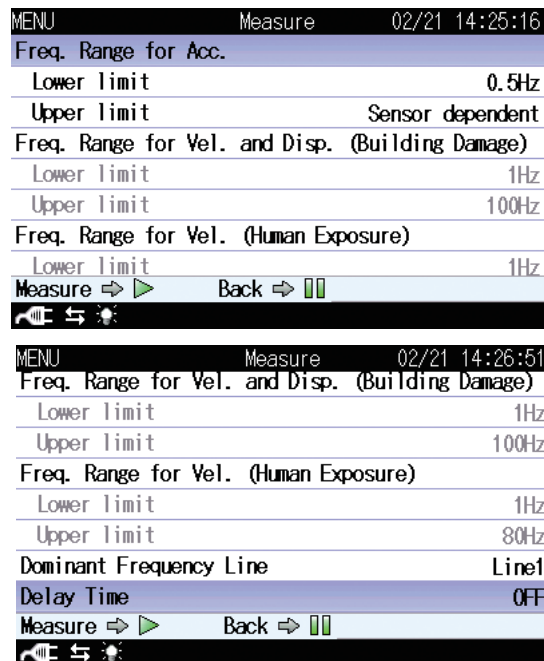 MENU Measure 02/21 14:25:16
Freq. Range for Acc.
Lower limit 0.5Hz
Upper limit Sensor dependent
Freq. Range for Vel. and Disp. (Building Damage)
Lower limit 1Hz
Upper limit 100Hz
Freq. Range for Vel. (Human Exposure)
Lower limit 1Hz
Measure Back
MENU Measure 02/21 14:26:51
Freq. Range for Vel. and Disp. (Building Damage)
Lower limit 1Hz
Upper limit 100Hz
Freq. Range for Vel. (Human Exposure)
Lower limit 1Hz
Upper limit 80Hz
Dominant Frequency Line Line1
Delay Time OFF
Measure Back